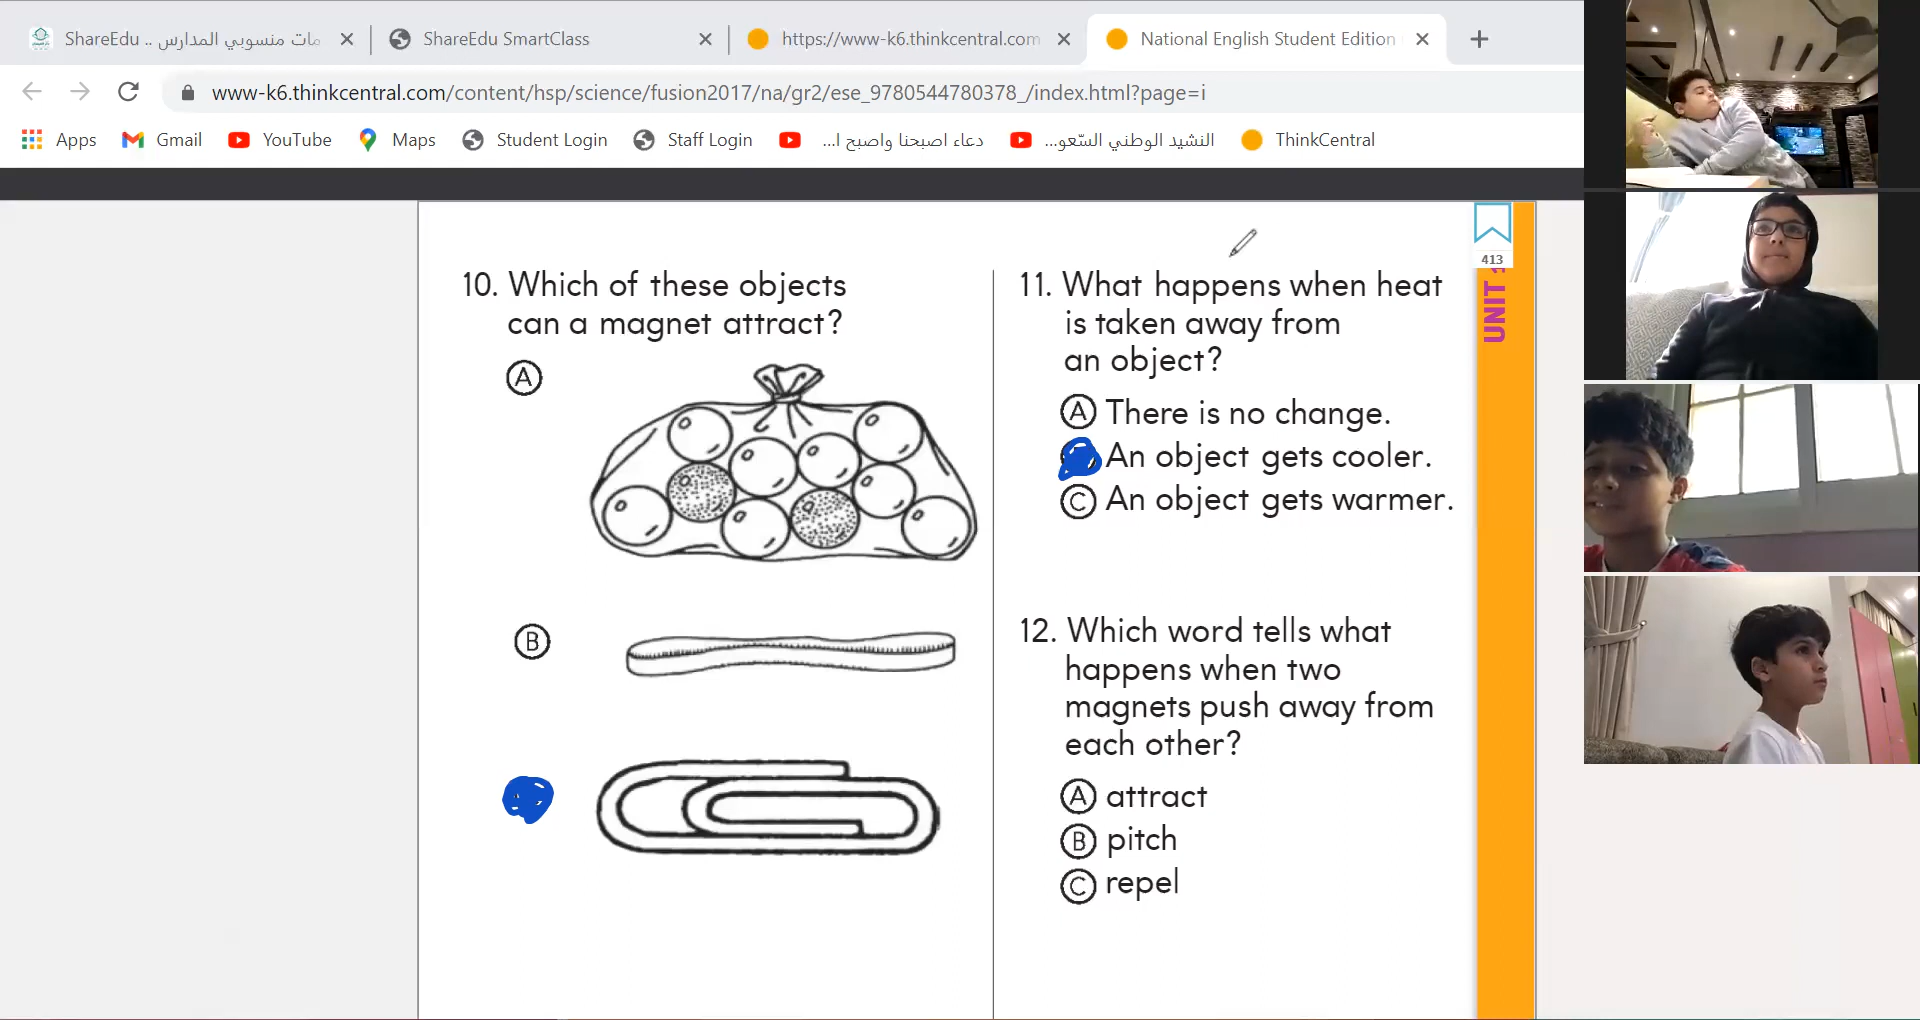 ShareEdu .. مات منسوبي المدارس
ShareEdu SmartClass
https://www-k6.thinkcentral.com
National English Student Edition
www-k6.thinkcentral.com/content/hsp/science/fusion2017/na/gr2/ese_9780544780378_/index.html?page=i
Apps
Gmail
YouTube
Maps
Student Login
Staff Login
دعاء اصبحنا واصبح ا...
النشيد الوطني السّعو...
ThinkCentral
10. Which of these objects
can a magnet attract?
A
B
11. What happens when heat
is taken away from
an object?
A There is no change.
An object gets cooler.
C An object gets warmer.
12. Which word tells what
happens when two
magnets push away from
each other?
A attract
B pitch
C repel
413
UNIT